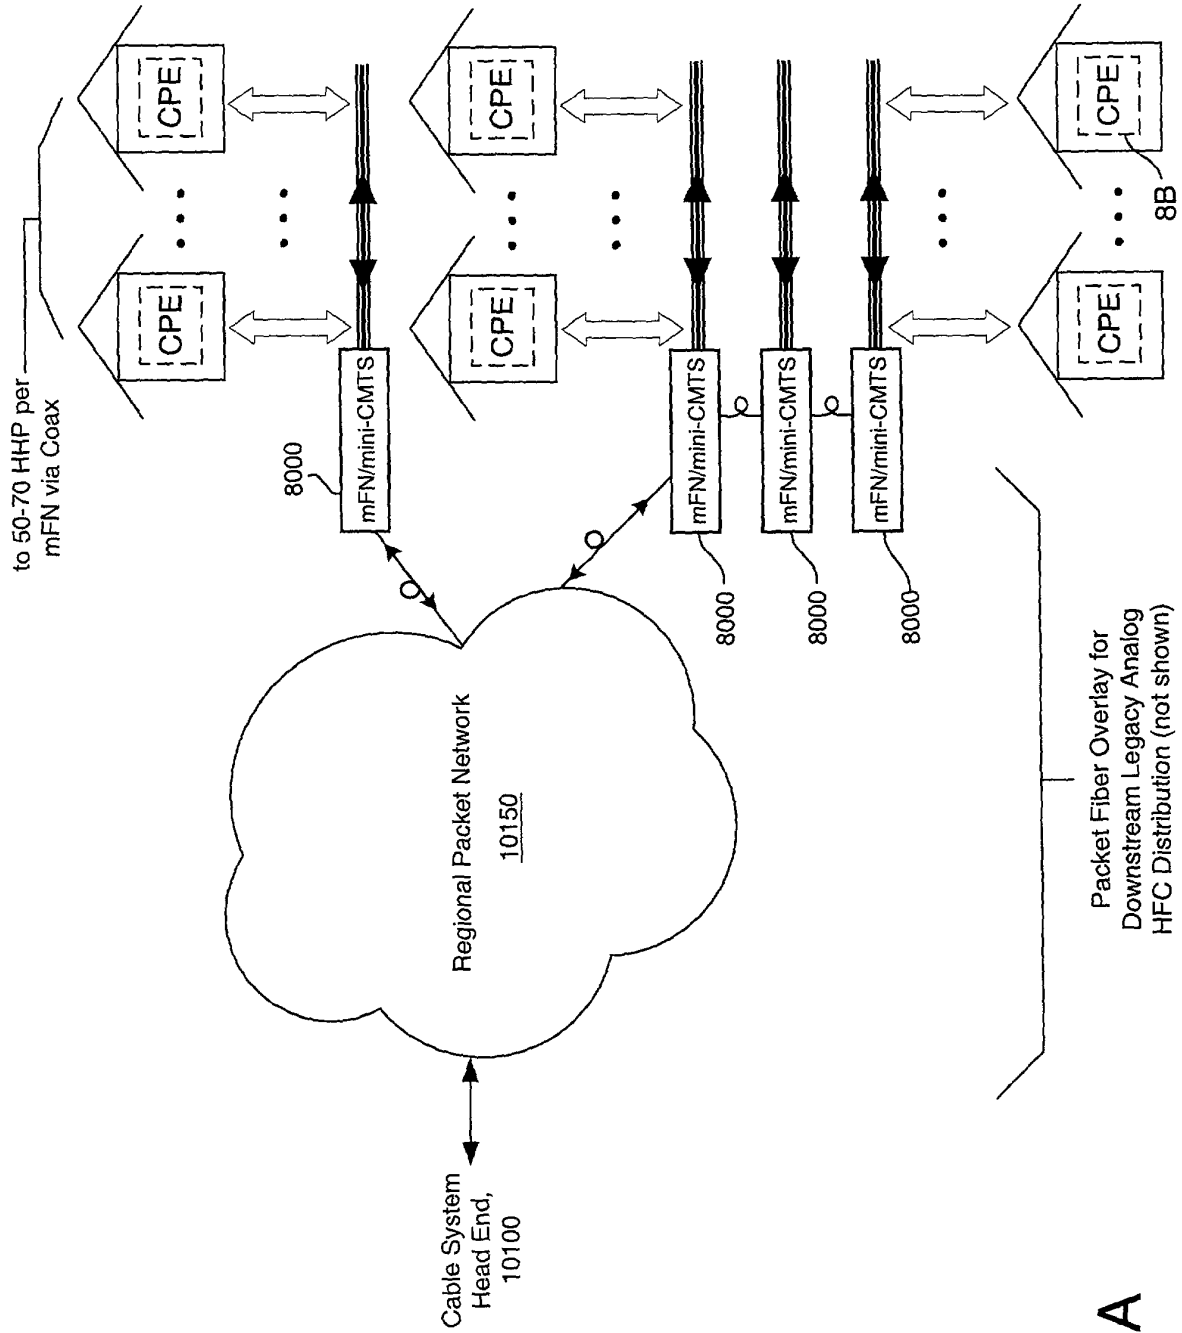 to 50-70 HHP per
mFN via Coax
CPE
CPE
8000
mFN/mini-CMTS
CPE
CPE
Regional Packet Network
10150
Cable System
Head End,
10100
mFN/mini-CMTS
mFN/mini-CMTS
mFN/mini-CMTS
8000
8000
8000
CPE
CPE
8B
Packet Fiber Overlay for
Downstream Legacy Analog
HFC Distribution (not shown)
A